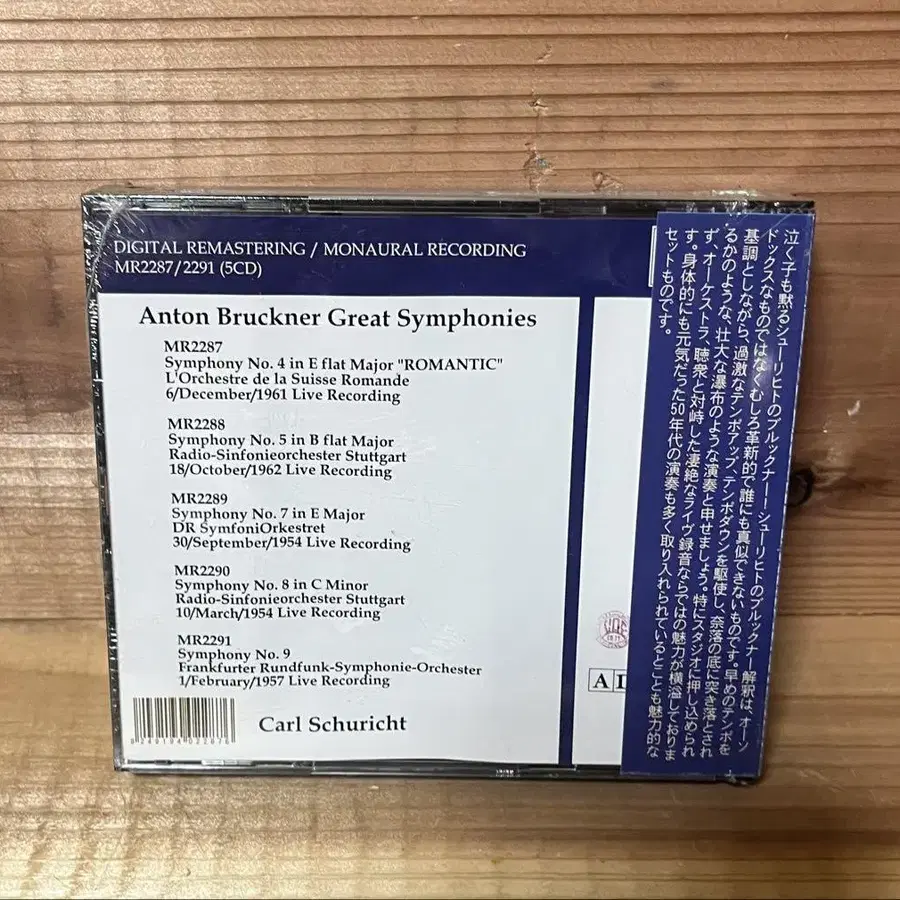 DIGITAL REMASTERING / MONAURAL RECORDING
MR2287/2291 (5CD)
Anton Bruckner Great Symphonies
MR2287
Symphony No. 4 in E flat Major "ROMANTIC"
L'Orchestre de la Suisse Romande
6/December/1961 Live Recording
MR2288
Symphony No. 5 in B flat Major
Radio-Sinfonieorchester Stuttgart
18/October/1962 Live Recording
MR2289
Symphony No. 7 in E Major
DR SymfoniOrkestret
30/September/1954 Live Recording
MR2290
Symphony No. 8 in C Minor
Radio-Sinfonieorchester Stuttgart
10/March/1954 Live Recording
MR2291
Symphony No. 9
Frankfurter Rundfunk-Symphonie-Orchester
1/February/1957 Live Recording
Carl Schuricht
泣く子も黙るシューリヒトのブルックナー！シューリヒトのブルックナー解釈は、オーソ
ドックスなものではなくむしろ革新的で誰にも真似できないものです。早めのテンポを
基調としながら、過激なテンポアップ、テンポダウンを駆使し、奈落の底に突き落とされ
るかのような、壮大な瀑布のような演奏と申せましょう。特にスタジオに押し込められ
ず、オーケストラ、聴衆と対峙した凄絶なライヴ録音ならではの魅力が横溢しておりま
す。身体的にも元気だった50年代の演奏も多く取り入れられているとことも魅力的な
セットものです。